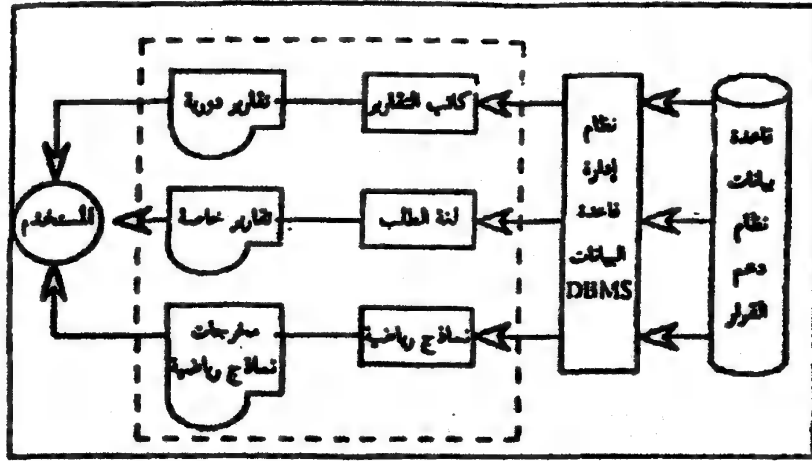 قاعدة
بيانات
نظام
دعم
القرار
نظام
إدارة
قاعدة
البيانات
DBMS
كاتب التقارير
تقارير دورية
لغة الطلب
تقارير خاصة
نماذج رياضية
مخرجات
نماذج رياضية
المستخدم